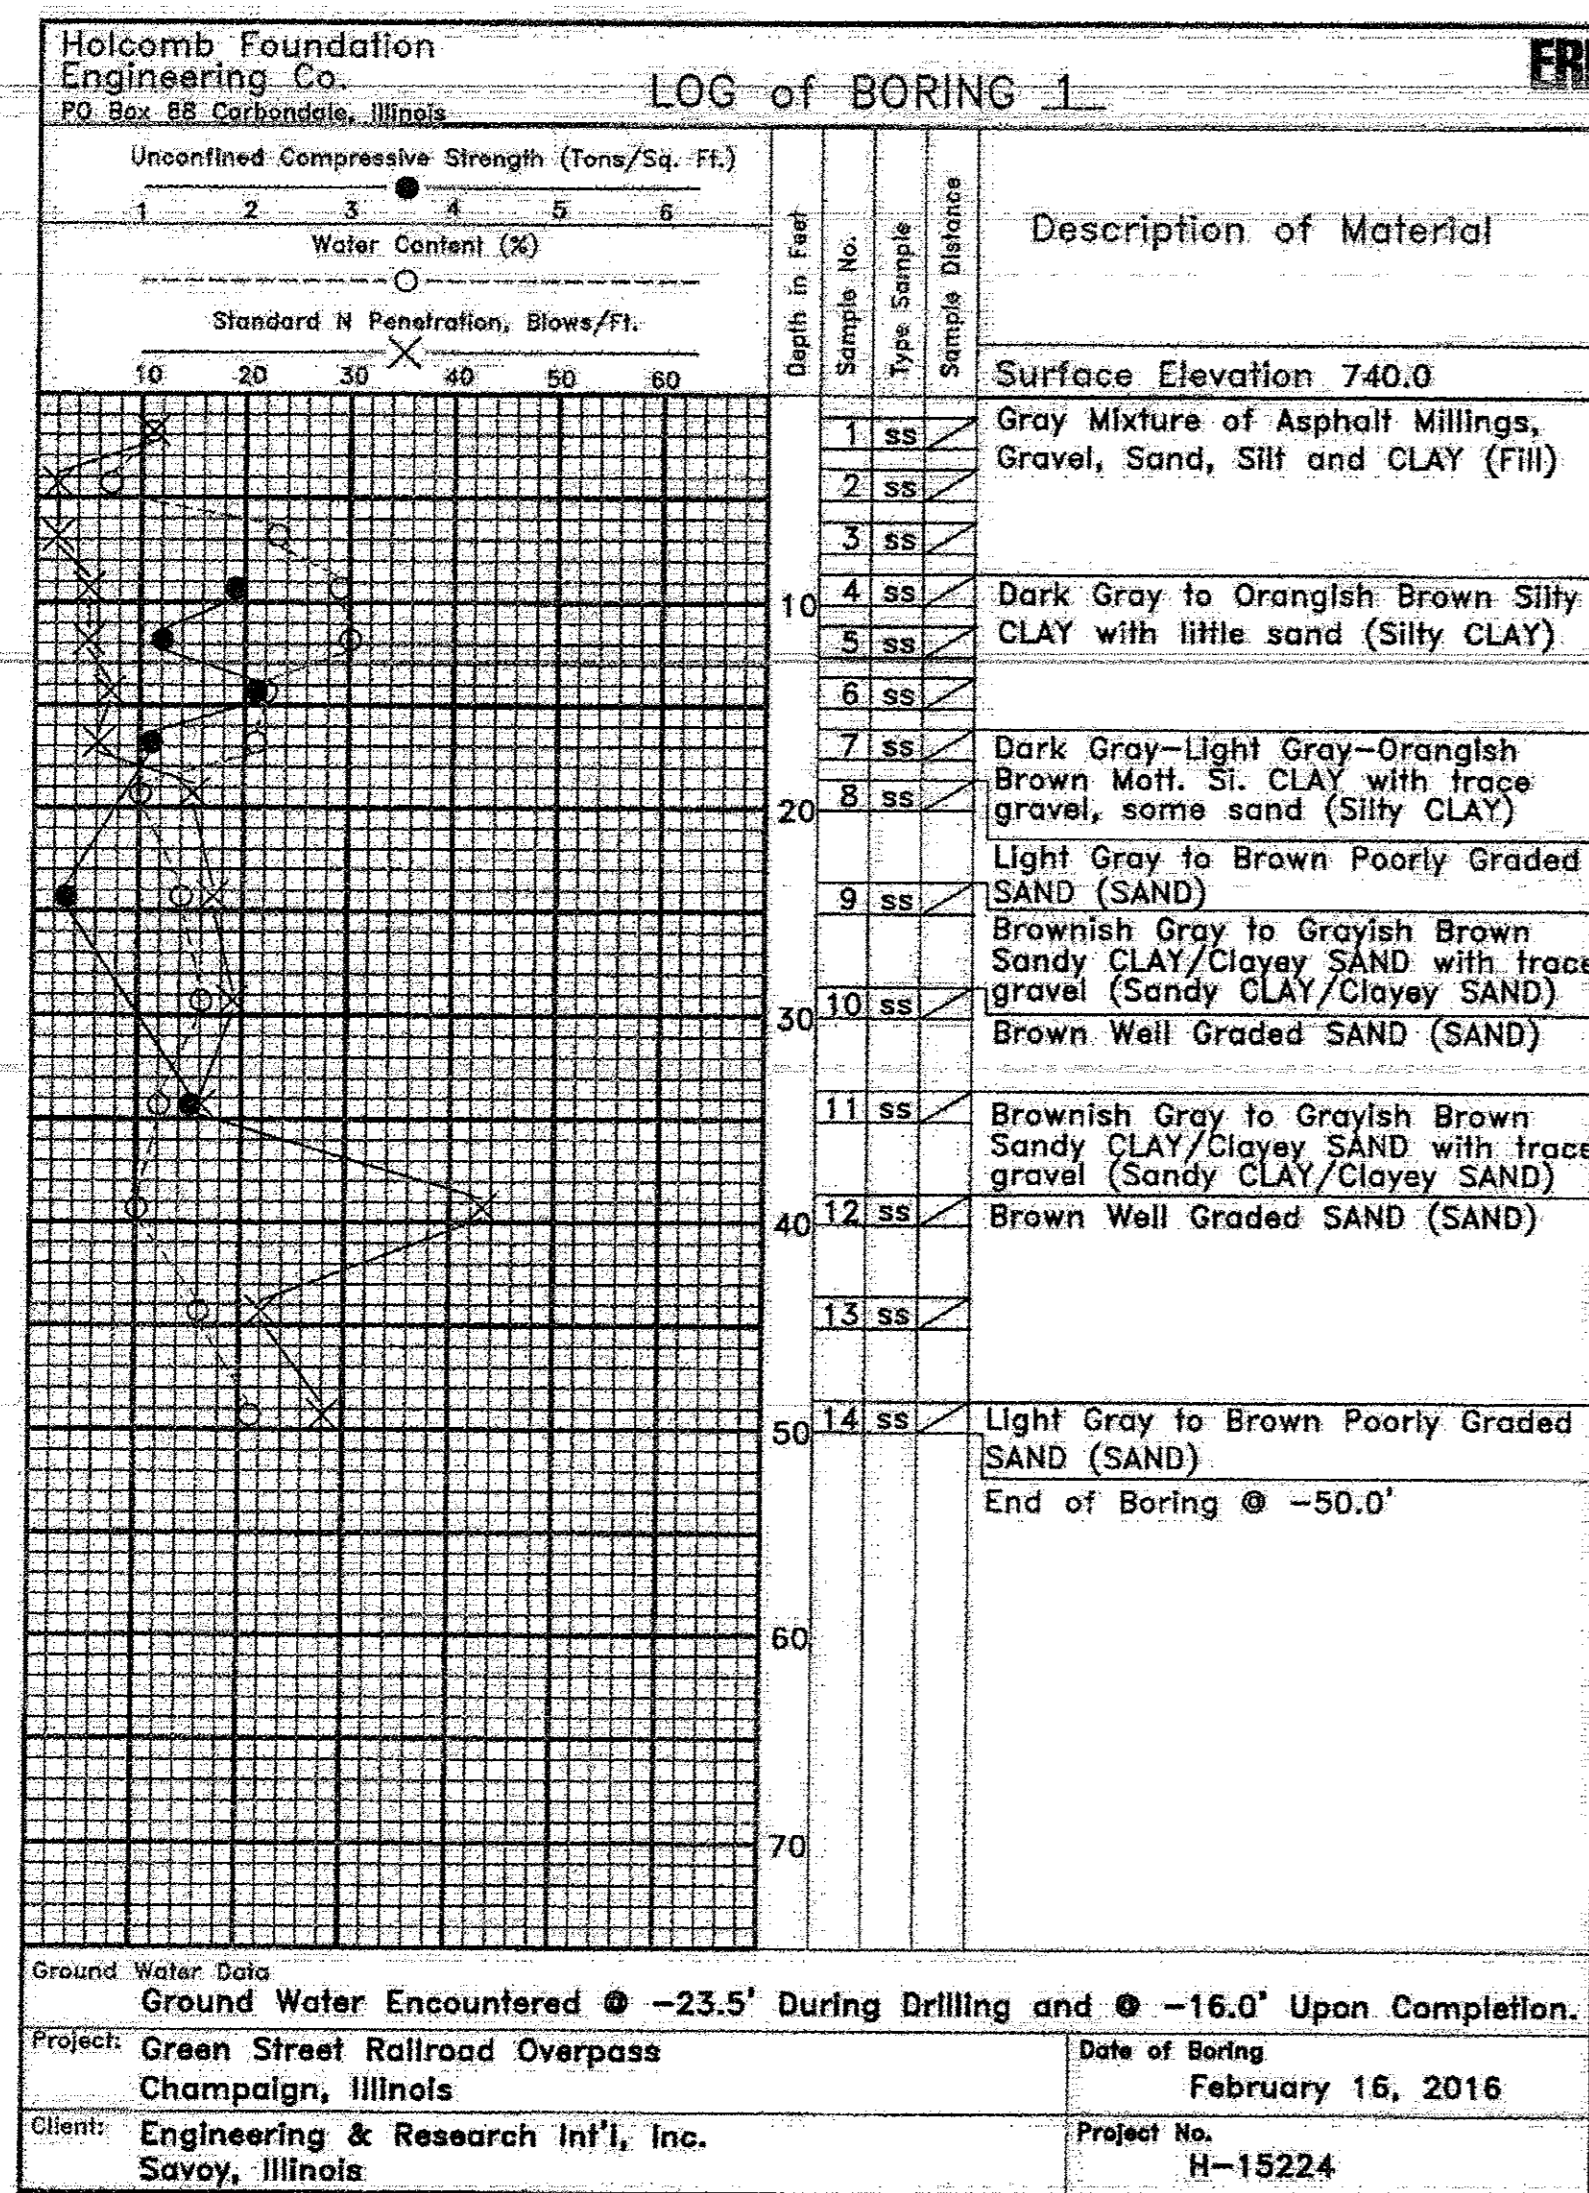 Holcomb Foundation
Engineering Co.
PO Box 88 Carbondale, Illinois
LOG of BORING 1
ERI
Unconfined Compressive Strength (Tons/Sq. Ft.)
1 2 3 4 5 6
Water Content (%)
Standard N Penetration, Blows/Ft.
10 20 30 40 50 60
Depth in Feet
Sample No.
Type Sample
Sample Distance
Description of Material
Surface Elevation 740.0
1 ss
Gray Mixture of Asphalt Millings,
Gravel, Sand, Silt and CLAY (Fill)
2 ss
3 ss
10 4 ss
Dark Gray to Orangish Brown Silty
5 ss
CLAY with little sand (Silty CLAY)
6 ss
7 ss
Dark Gray-Light Gray-Orangish
Brown Mott. Si. CLAY with trace
20 8 ss
gravel, some sand (Silty CLAY)
Light Gray to Brown Poorly Graded
9 ss
SAND (SAND)
Brownish Gray to Grayish Brown
Sandy CLAY/Clayey SAND with trace
gravel (Sandy CLAY/Clayey SAND)
30 10 ss
Brown Well Graded SAND (SAND)
11 ss
Brownish Gray to Grayish Brown
Sandy CLAY/Clayey SAND with trace
gravel (Sandy CLAY/Clayey SAND)
40 12 ss
Brown Well Graded SAND (SAND)
13 ss
50 14 ss
Light Gray to Brown Poorly Graded
SAND (SAND)
End of Boring @ -50.0'
60
70
Ground Water Data
Ground Water Encountered @ -23.5' During Drilling and @ -16.0' Upon Completion.
Project: Green Street Railroad Overpass
Champaign, Illinois
Date of Boring
February 16, 2016
Client: Engineering & Research Int'l, Inc.
Savoy, Illinois
Project No.
H-15224